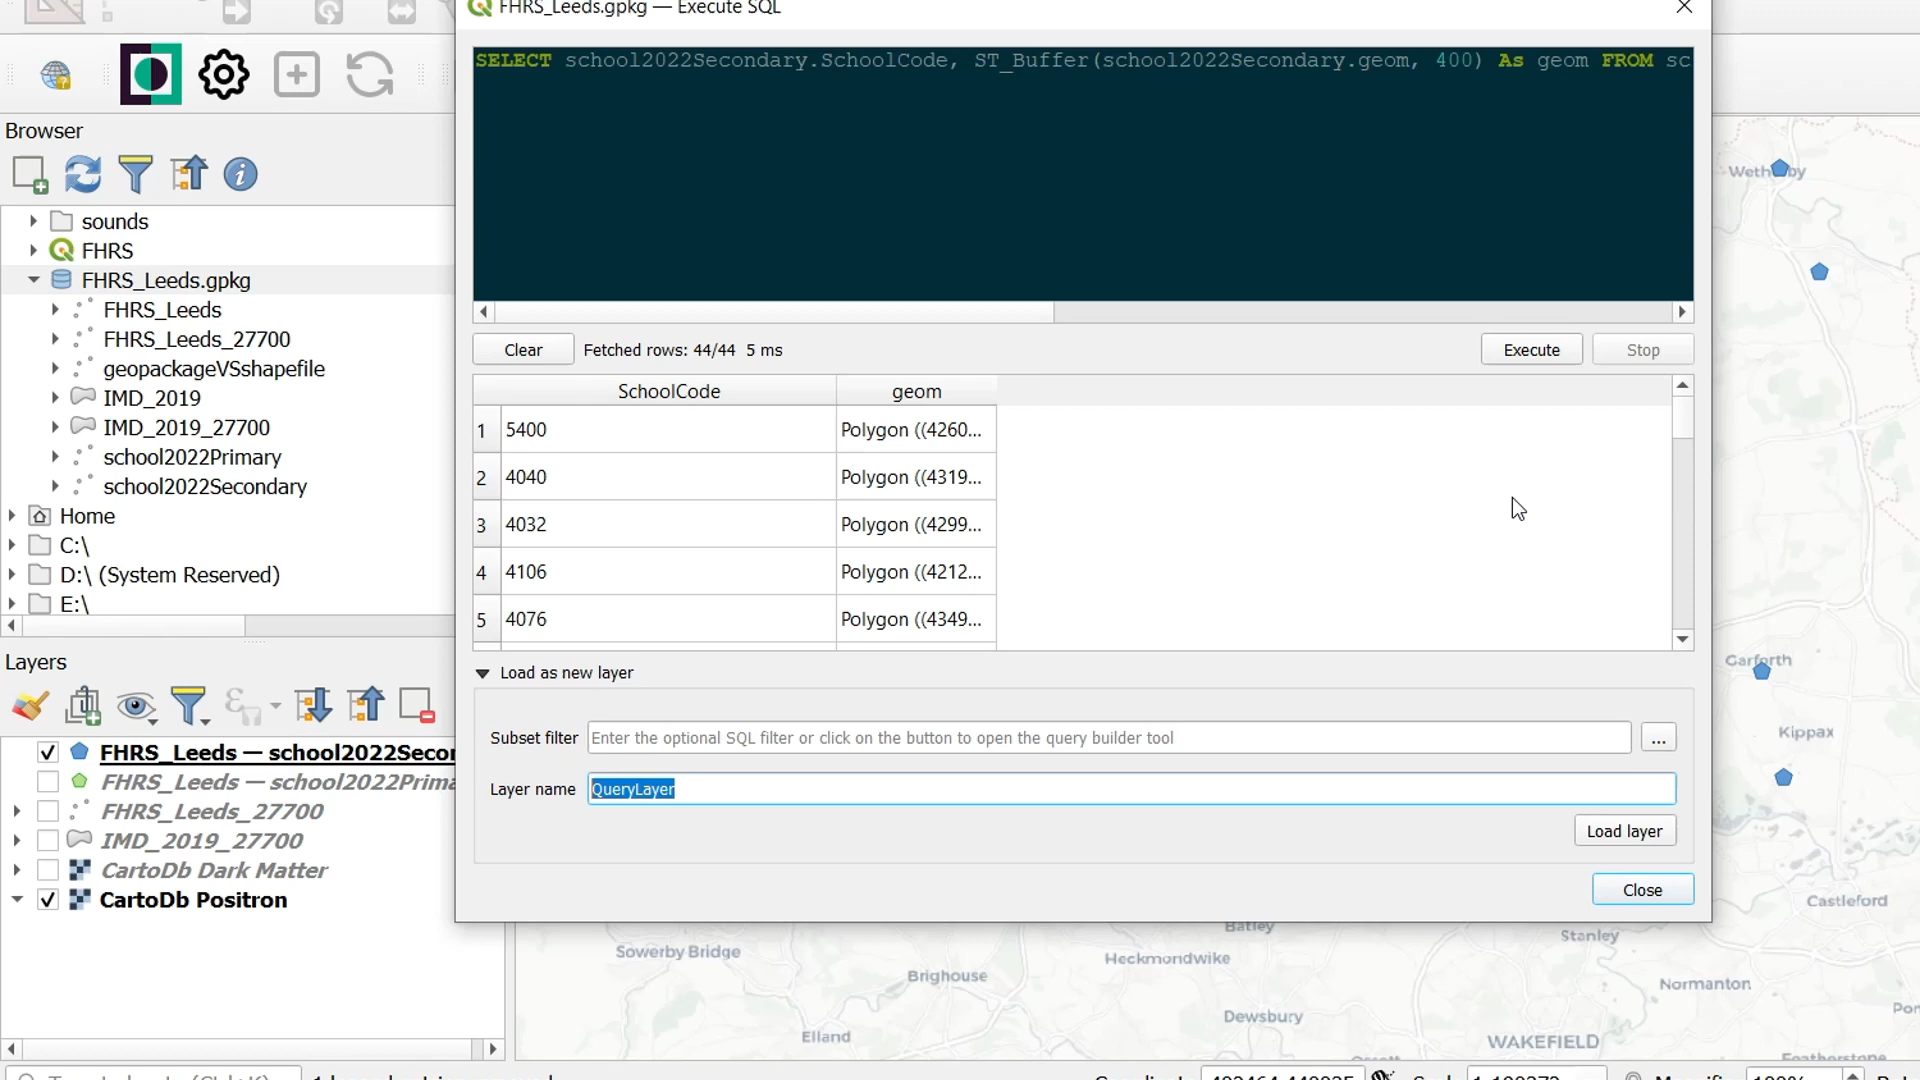 FHRS_Leeds.gpkg — Execute SQL
SELECT school2022Secondary.SchoolCode, ST_Buffer(school2022Secondary.geom, 400) As geom FROM sc
Browser
sounds
FHRS
FHRS_Leeds.gpkg
FHRS_Leeds
FHRS_Leeds_27700
geopackageVSshapefile
IMD_2019
IMD_2019_27700
school2022Primary
school2022Secondary
Home
C:\
D:\ (System Reserved)
E:\
Clear
Fetched rows: 44/44 5 ms
Execute
Stop
SchoolCode geom
1 5400 Polygon ((4260...
2 4040 Polygon ((4319...
3 4032 Polygon ((4299...
4 4106 Polygon ((4212...
5 4076 Polygon ((4349...
Load as new layer
Subset filter Enter the optional SQL filter or click on the button to open the query builder tool ...
Layer name QueryLayer
Load layer
Close
Layers
FHRS_Leeds — school2022Secon
FHRS_Leeds — school2022Prima
FHRS_Leeds_27700
IMD_2019_27700
CartoDb Dark Matter
CartoDb Positron
Wetherby
Garforth
Kippax
Castleford
Batley
Stanley
Sowerby Bridge
Heckmondwike
Brighouse
Normanton
Dewsbury
Elland
WAKEFIELD
Featherstone